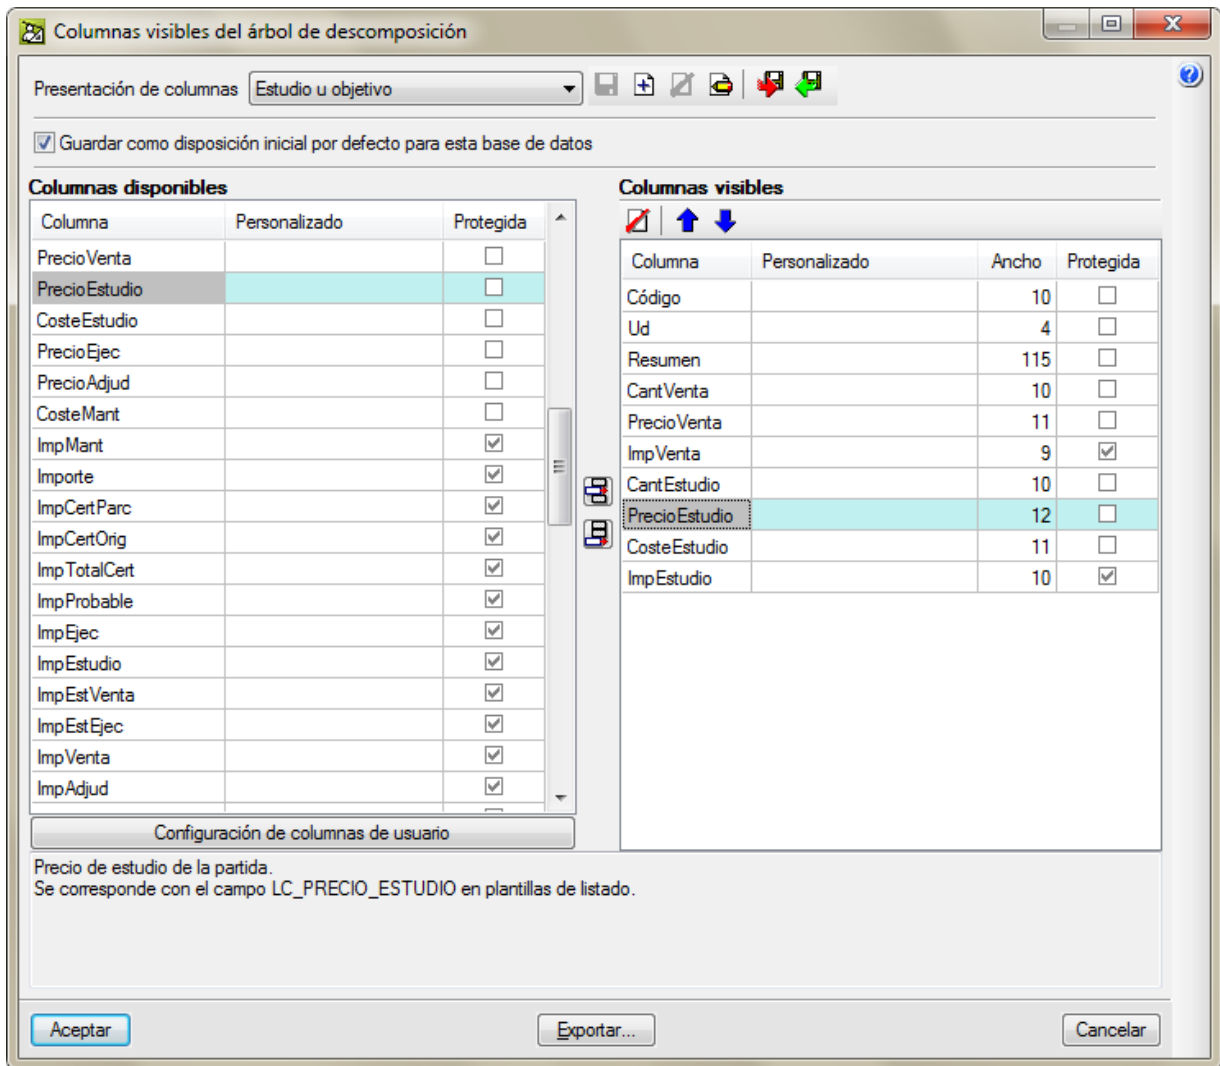 Columnas visibles del árbol de descomposición
Presentación de columnas Estudio u objetivo
Guardar como disposición inicial por defecto para esta base de datos
Columnas disponibles
Columna Personalizado Protegida
PrecioVenta
PrecioEstudio
CosteEstudio
PrecioEjec
PrecioAdjud
CosteMant
ImpMant
Importe
ImpCertParc
ImpCertOrig
ImpTotalCert
ImpProbable
ImpEjec
ImpEstudio
ImpEstVenta
ImpEstEjec
ImpVenta
ImpAdjud
Configuración de columnas de usuario
Columnas visibles
Columna Personalizado Ancho Protegida
Código 10
Ud 4
Resumen 115
CantVenta 10
PrecioVenta 11
ImpVenta 9
CantEstudio 10
PrecioEstudio 12
CosteEstudio 11
ImpEstudio 10
Precio de estudio de la partida.
Se corresponde con el campo LC_PRECIO_ESTUDIO en plantillas de listado.
Aceptar Exportar... Cancelar